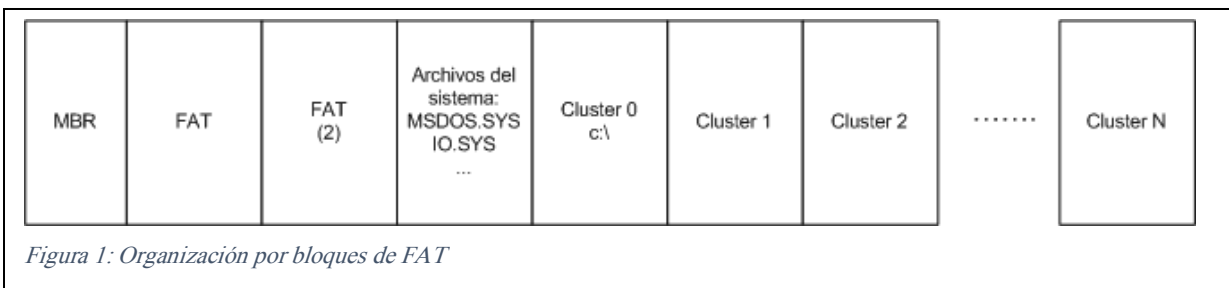 MBR
FAT
FAT
(2)
Archivos del
sistema:
MSDOS.SYS
IO.SYS
...
Cluster 0
c:\
Cluster 1
Cluster 2
.......
Cluster N
Figura 1: Organización por bloques de FAT